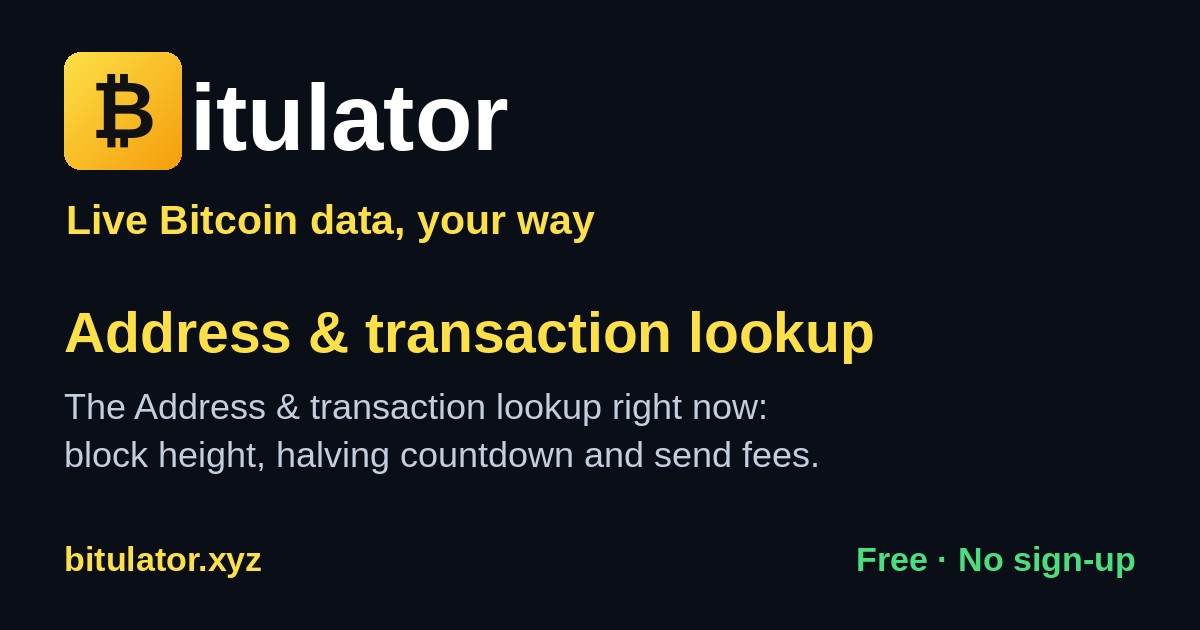 ₿itulator
Live Bitcoin data, your way
Address & transaction lookup
The Address & transaction lookup right now:
block height, halving countdown and send fees.
bitulator.xyz
Free · No sign-up